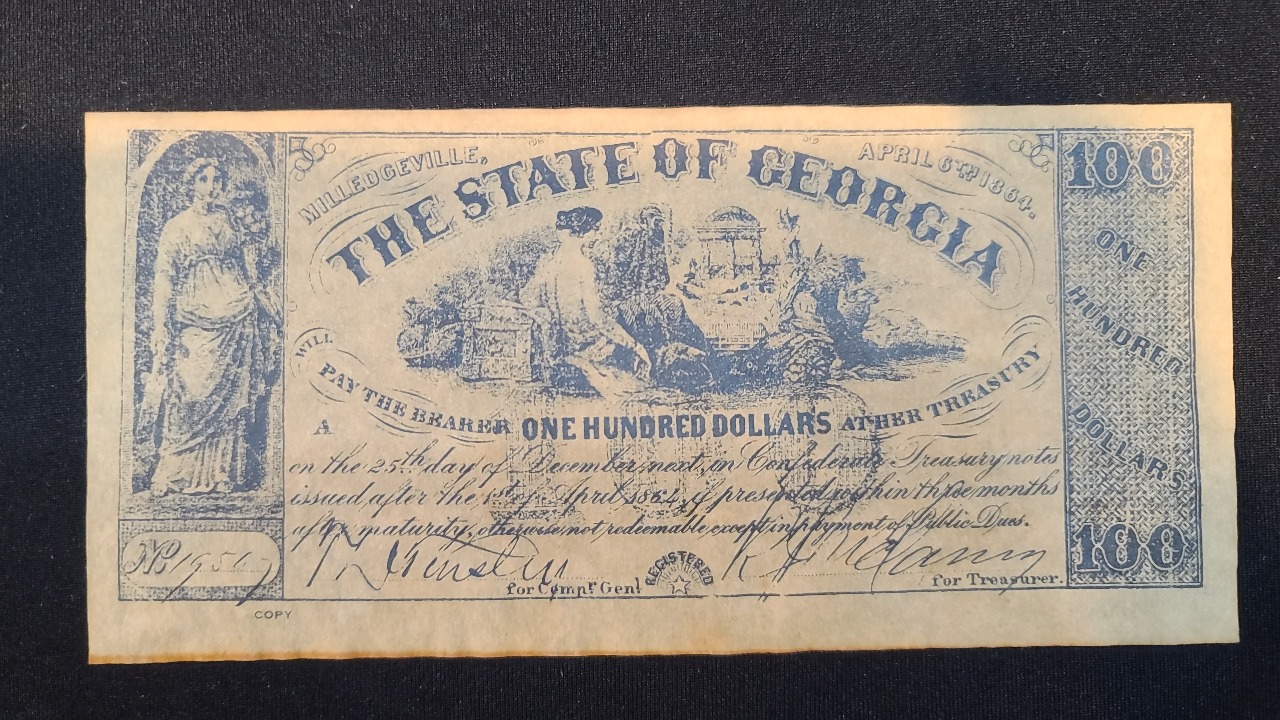 MILLEDGEVILLE, APRIL 6TH 1864.
THE STATE OF GEORGIA
100
ONE
HUNDRED
DOLLARS
100
WILL
PAY THE BEARER ONE HUNDRED DOLLARS AT HER TREASURY
A
on the 25th day of December next, in Confederate Treasury notes
issued after the 1st of April 1864, if presented within three months
after maturity, otherwise not redeemable except in payment of Public Dues.
No
for Compr Genl
REGISTERED
for Treasurer.
COPY